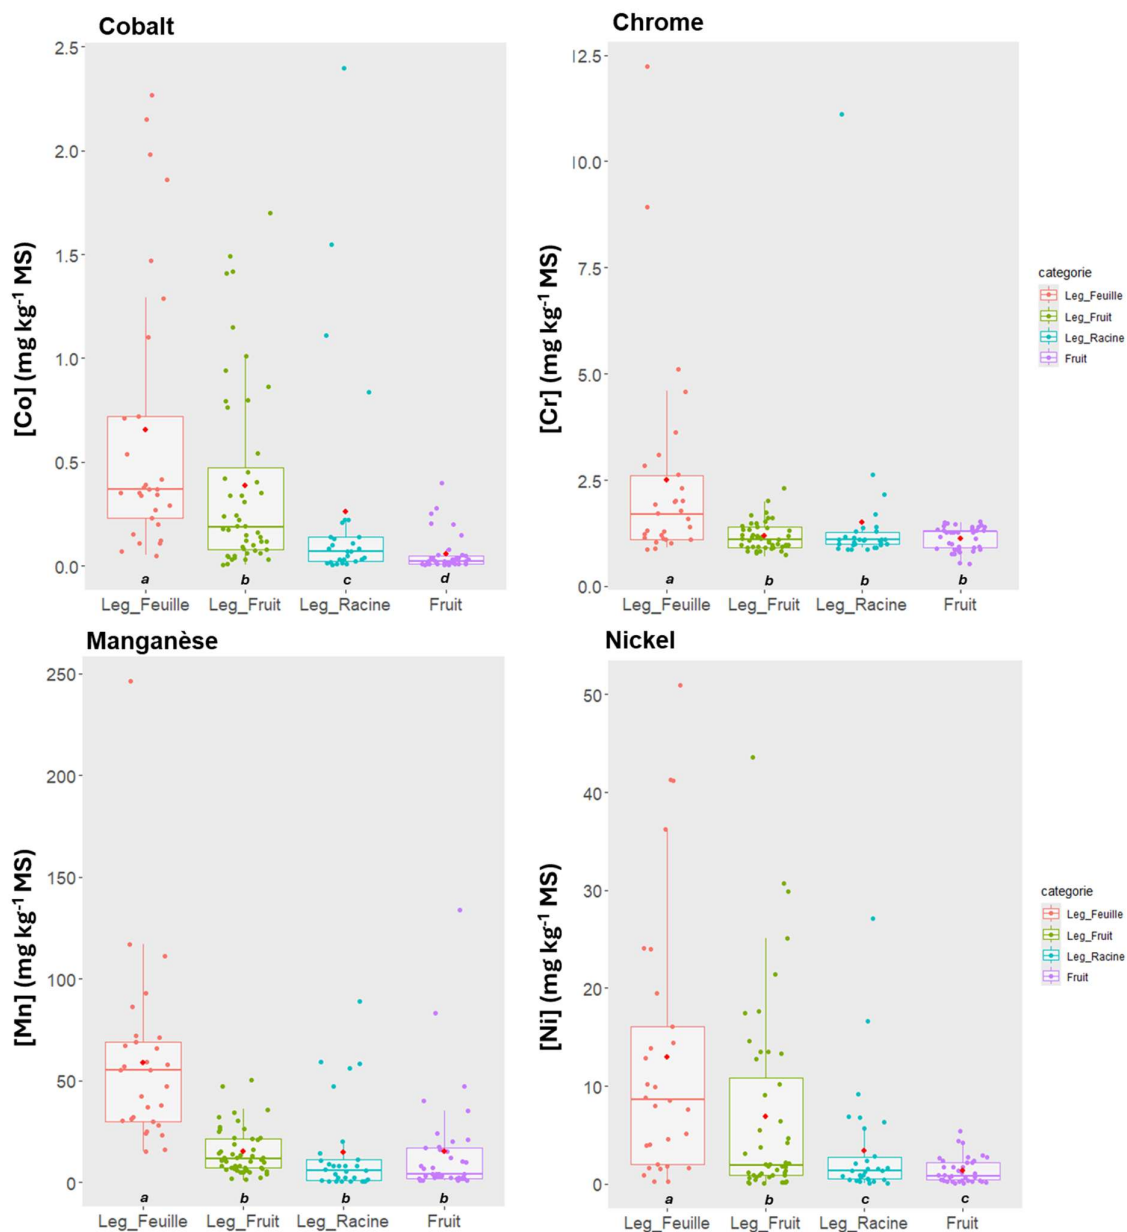 Cobalt
Chrome
[Co] (mg kg⁻¹ MS)
2.5
2.0
1.5
1.0
0.5
0.0
a b c d
Leg_Feuille Leg_Fruit Leg_Racine Fruit
[Cr] (mg kg⁻¹ MS)
12.5
10.0
7.5
5.0
2.5
0.0
a b b b
Leg_Feuille Leg_Fruit Leg_Racine Fruit
categorie
Leg_Feuille
Leg_Fruit
Leg_Racine
Fruit
Manganèse
Nickel
[Mn] (mg kg⁻¹ MS)
250
200
150
100
50
0
a b b b
Leg_Feuille Leg_Fruit Leg_Racine Fruit
[Ni] (mg kg⁻¹ MS)
50
40
30
20
10
0
a b c c
Leg_Feuille Leg_Fruit Leg_Racine Fruit
categorie
Leg_Feuille
Leg_Fruit
Leg_Racine
Fruit